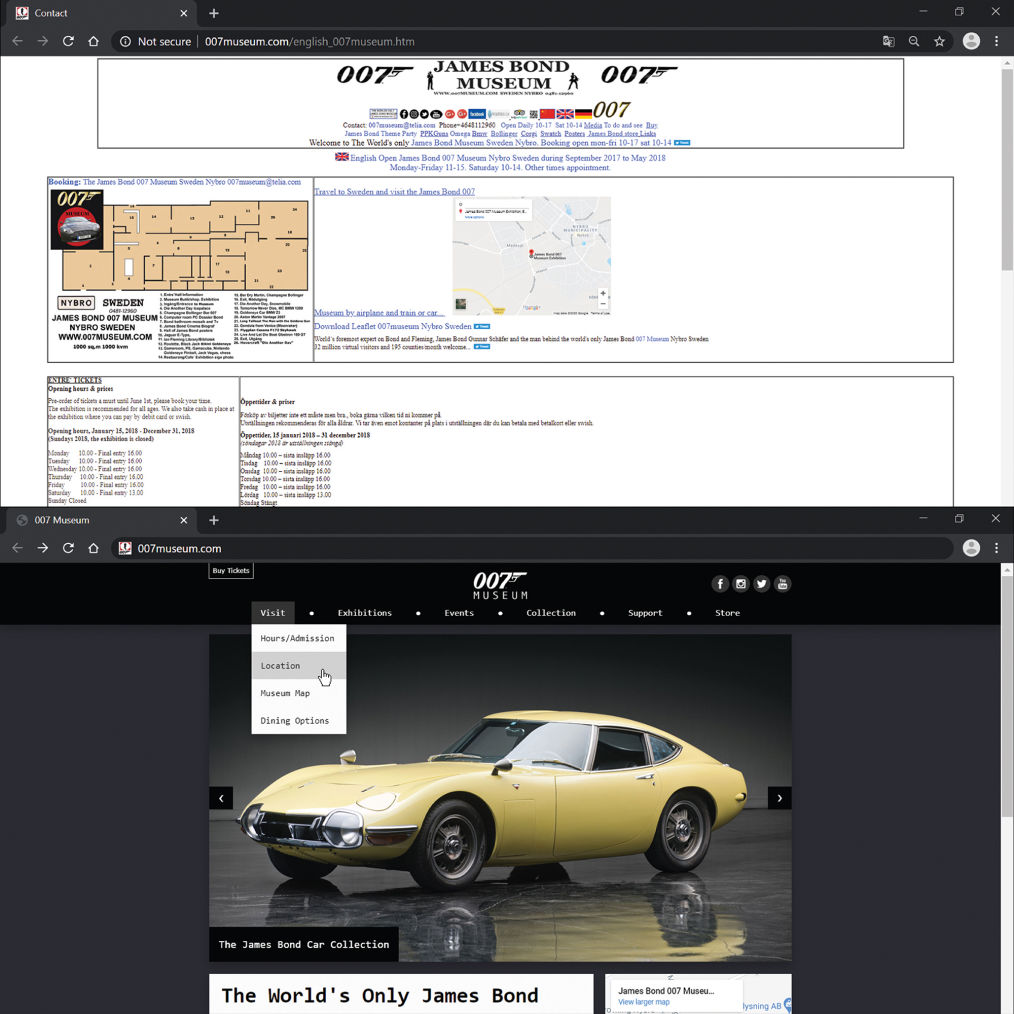 Contact
Not secure
007museum.com/english_007museum.htm
007
JAMES BOND
MUSEUM
007
WWW.007MUSEUM.COM SWEDEN NYBRO 0481-12960
007
Contact: 007museum@telia.com Phone+4648112960 Open Daily 10-17 Sat 10-14 Media To do and see Buy
James Bond Theme Party PPKGuns Omega Bmw Bollinger Corgi Swatch Posters James Bond store Links
Welcome to The World's only James Bond Museum Sweden Nybro. Booking open mon-fri 10-17 sat 10-14
English Open James Bond 007 Museum Nybro Sweden during September 2017 to May 2018
Monday-Friday 11-15. Saturday 10-14. Other times appointment.
Booking: The James Bond 007 Museum Sweden Nybro 007museum@telia.com
007
MUSEUM
NYBRO SWEDEN
0481-12960
JAMES BOND 007 MUSEUM
NYBRO SWEDEN
WWW.007MUSEUM.COM
1000 sq.m 1000 kvm
Travel to Sweden and visit the James Bond 007
James Bond 007
Museum Exhibition
Museum by airplane and train or car...
Download Leaflet 007museum Nybro Sweden
World's foremost expert on Bond and Fleming, James Bond Gunnar Schäfer and the man behind the world's only James Bond 007 Museum Nybro Sweden
32 million virtual visitors and 195 counties/month welcome...
ENTRE: TICKETS
Opening hours & prices
Pre-order of tickets a must until June 1st, please book your time.
The exhibition is recommended for all ages. We also take cash in place at
the exhibition where you can pay by debit card or swish.
Opening hours, January 15, 2018 - December 31, 2018
(Sundays 2018, the exhibition is closed)
Monday 10.00 - Final entry 16.00
Tuesday 10.00 - Final entry 16.00
Wednesday 10.00 - Final entry 16.00
Thursday 10.00 - Final entry 16.00
Friday 10.00 - Final entry 16.00
Saturday 10.00 - Final entry 13.00
Sunday Closed
Öppettider & priser
Förköp av biljetter inte ett måste men bra., boka gärna vilken tid ni kommer på
Utställningen rekommenderas för alla åldrar. Vi tar även emot kontanter på plats i utställningen där du kan betala med betalkort eller swish.
Öppettider, 15 januari 2018 – 31 december 2018
(söndagar 2018 är utställningen stängd)
Måndag 10:00 – sista insläpp 16.00
Tisdag 10:00 – sista insläpp 16.00
Onsdag 10:00 – sista insläpp 16.00
Torsdag 10:00 – sista insläpp 16.00
Fredag 10:00 – sista insläpp 16.00
Lördag 10:00 – sista insläpp 13.00
Söndag Stängt
007 Museum
007museum.com
Buy Tickets
007
MUSEUM
Visit • Exhibitions • Events • Collection • Support • Store
Hours/Admission
Location
Museum Map
Dining Options
The James Bond Car Collection
The World's Only James Bond
James Bond 007 Museu...
View larger map
lysning AB